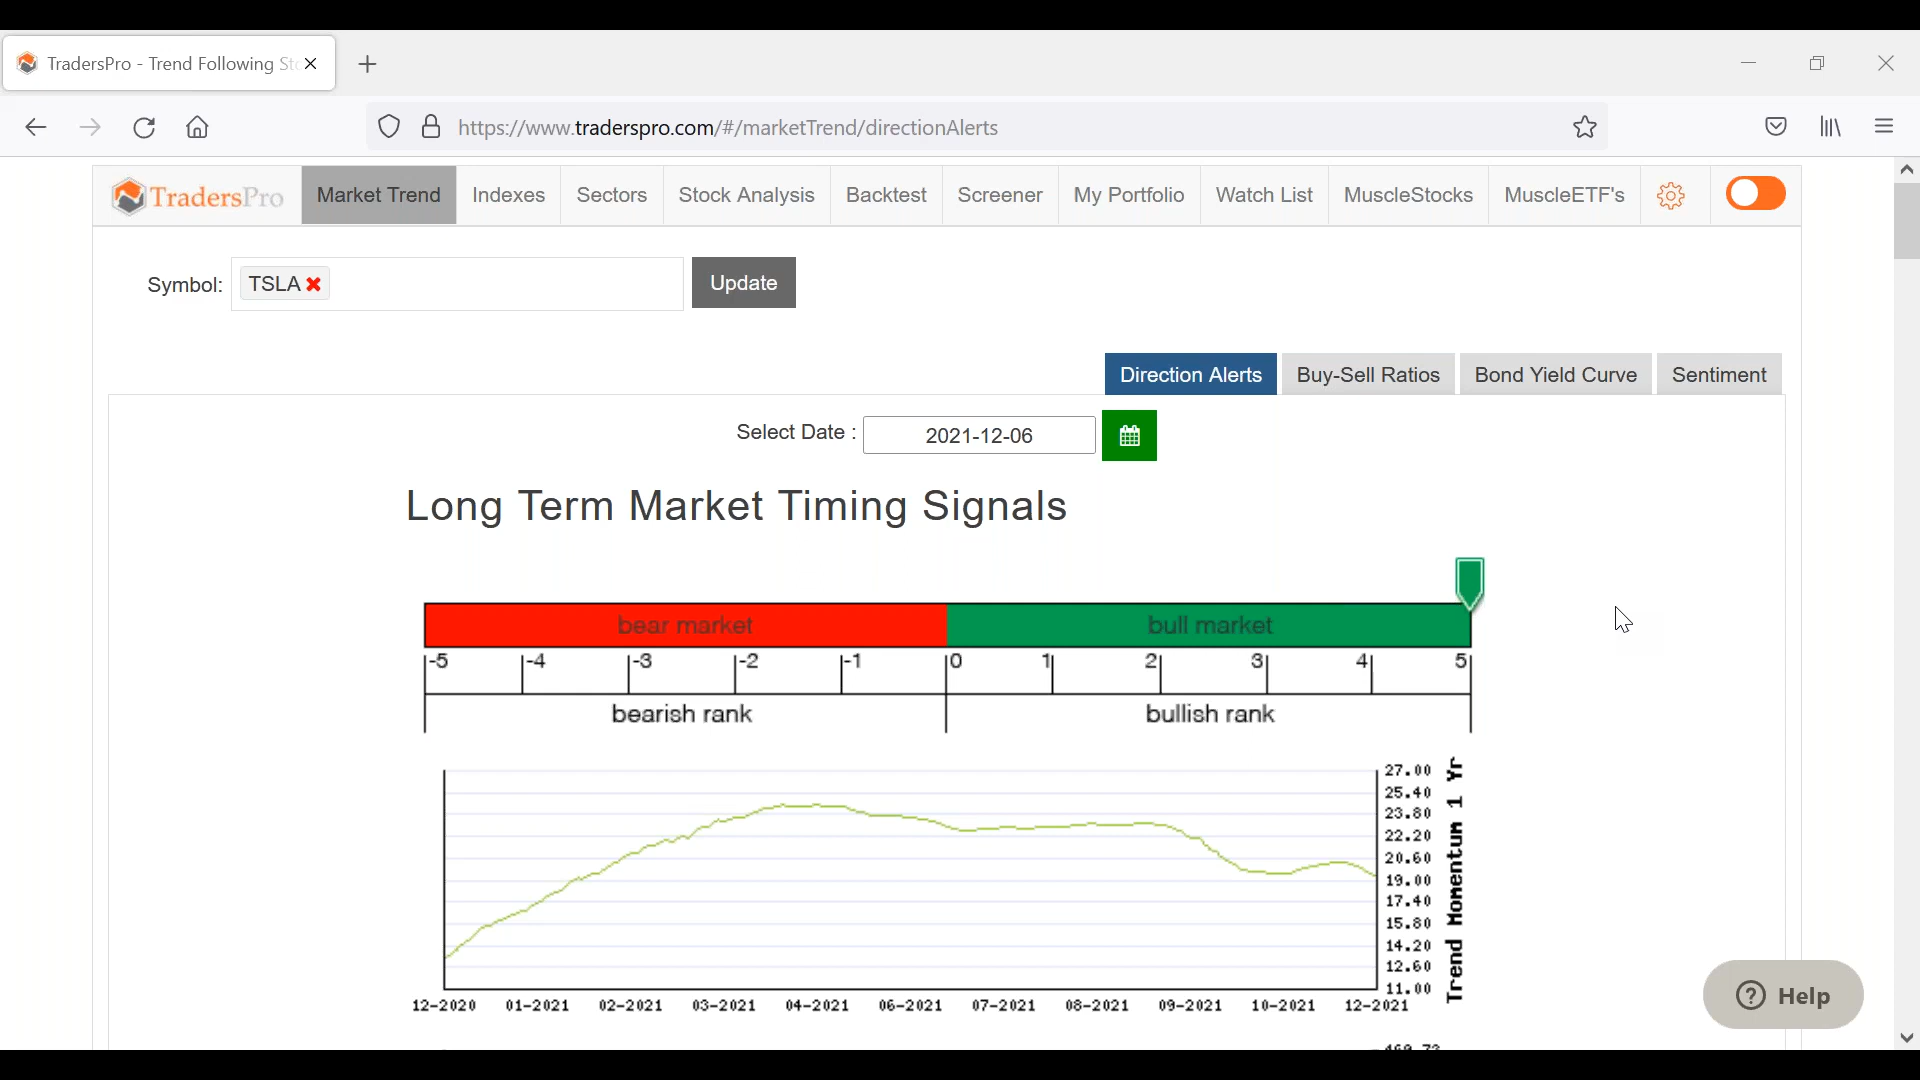 TradersPro - Trend Following
https://www.traderspro.com/#/marketTrend/directionAlerts
TradersPro Market Trend Indexes Sectors Stock Analysis Backtest Screener My Portfolio Watch List MuscleStocks MuscleETF's
Symbol: TSLA Update
Direction Alerts Buy-Sell Ratios Bond Yield Curve Sentiment
Select Date : 2021-12-06
Long Term Market Timing Signals
bear market bull market
-5 -4 -3 -2 -1 0 1 2 3 4 5
bearish rank bullish rank
27.00
25.40
23.80
22.20
20.60
19.00
17.40
15.80
14.20
12.60
11.00
Trend Momentum 1 Yr
12-2020 01-2021 02-2021 03-2021 04-2021 06-2021 07-2021 08-2021 09-2021 10-2021 12-2021
Help